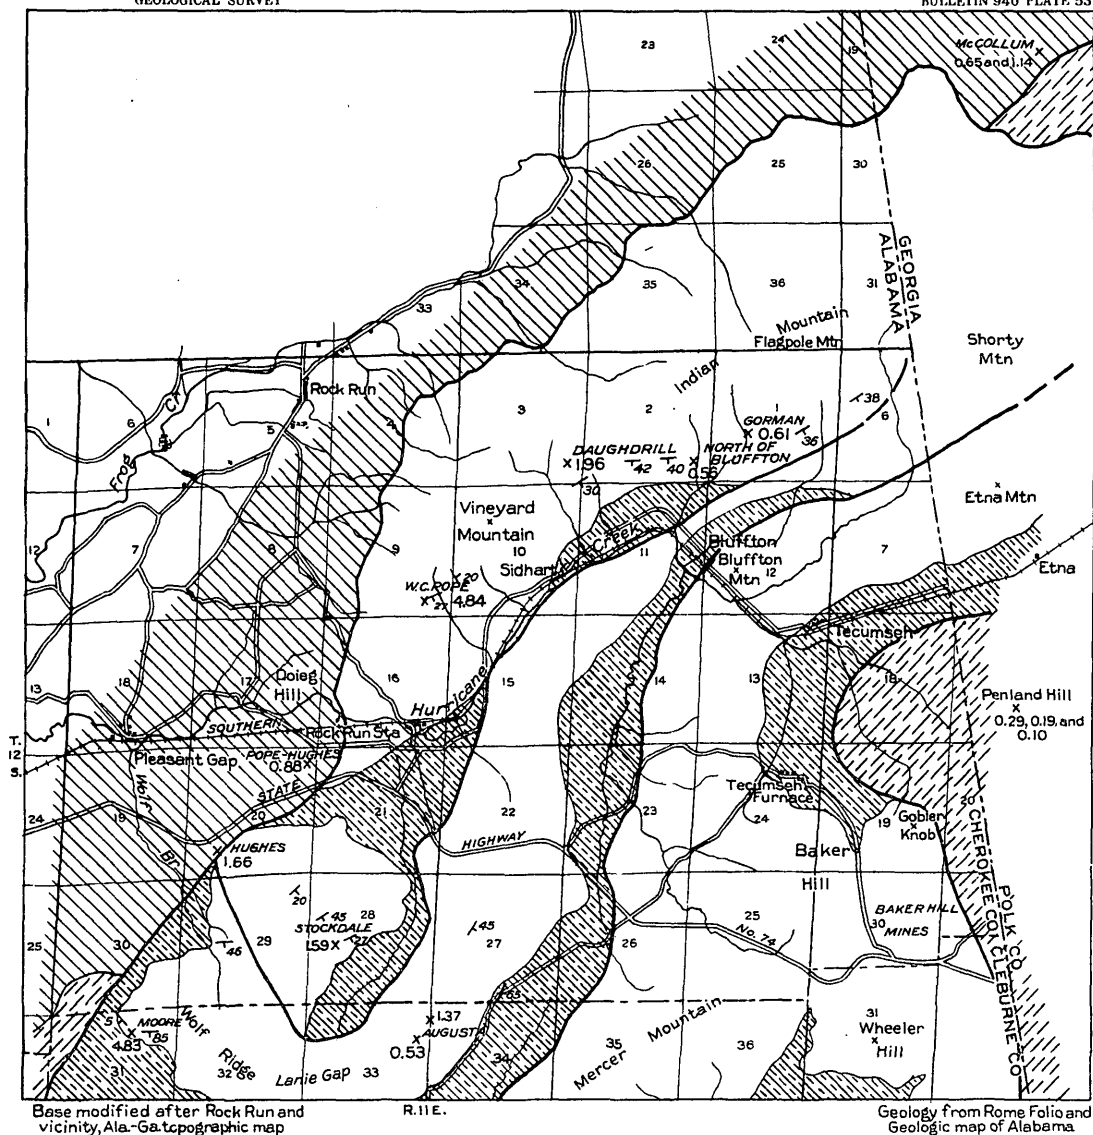 GEOLOGICAL SURVEY
BULLETIN 940 PLATE 53
23
24
19
McCOLLUM
0.65 and 1.14
26
25
30
GEORGIA
ALABAMA
34
35
36
31
33
Mountain
Flagpole Mtn
Shorty
Mtn
Indian
Rock Run
1
6
5
2
3
2
1
38
6
GORMAN
0.61
36
Frog
Cr
DAUGHDRILL
1.96
42
40
NORTH OF
BLUFFTON
0.56
30
Etna Mtn
Vineyard
Mountain
12
7
8
9
10
Sidhart
Creek
11
Bluffton
Bluffton
Mtn
12
7
Etna
W.C. POPE
20
27
4.84
Tecumseh
13
18
17
Doieg
Hill
16
Hurricane
15
14
13
18
Penland Hill
0.29, 0.19, and
0.10
SOUTHERN
Rock Run Sta
T.
12
S.
Pleasant Gap
POPE-HUGHES
0.88
STATE
Wolf
Br
24
19
20
21
22
HIGHWAY
23
Tecumseh
Furnace
24
19
Gobler
Knob
20
HUGHES
1.66
Baker
Hill
CHEROKEE CO.
POLK CO
CLEBURNE CO
20
45
28
STOCKDALE
1.59
27
45
25
30
29
46
27
26
25
No. 74
BAKER HILL
30
MINES
5
MOORE
4.83
85
Wolf
Ridge
63
1.37
AUGUSTA
0.53
Mercer
Mountain
31
Wheeler
Hill
31
32
Lanie Gap
33
34
35
36
Base modified after Rock Run and
vicinity, Ala.-Ga. topographic map
R. 11 E.
Geology from Rome Folio and
Geologic map of Alabama